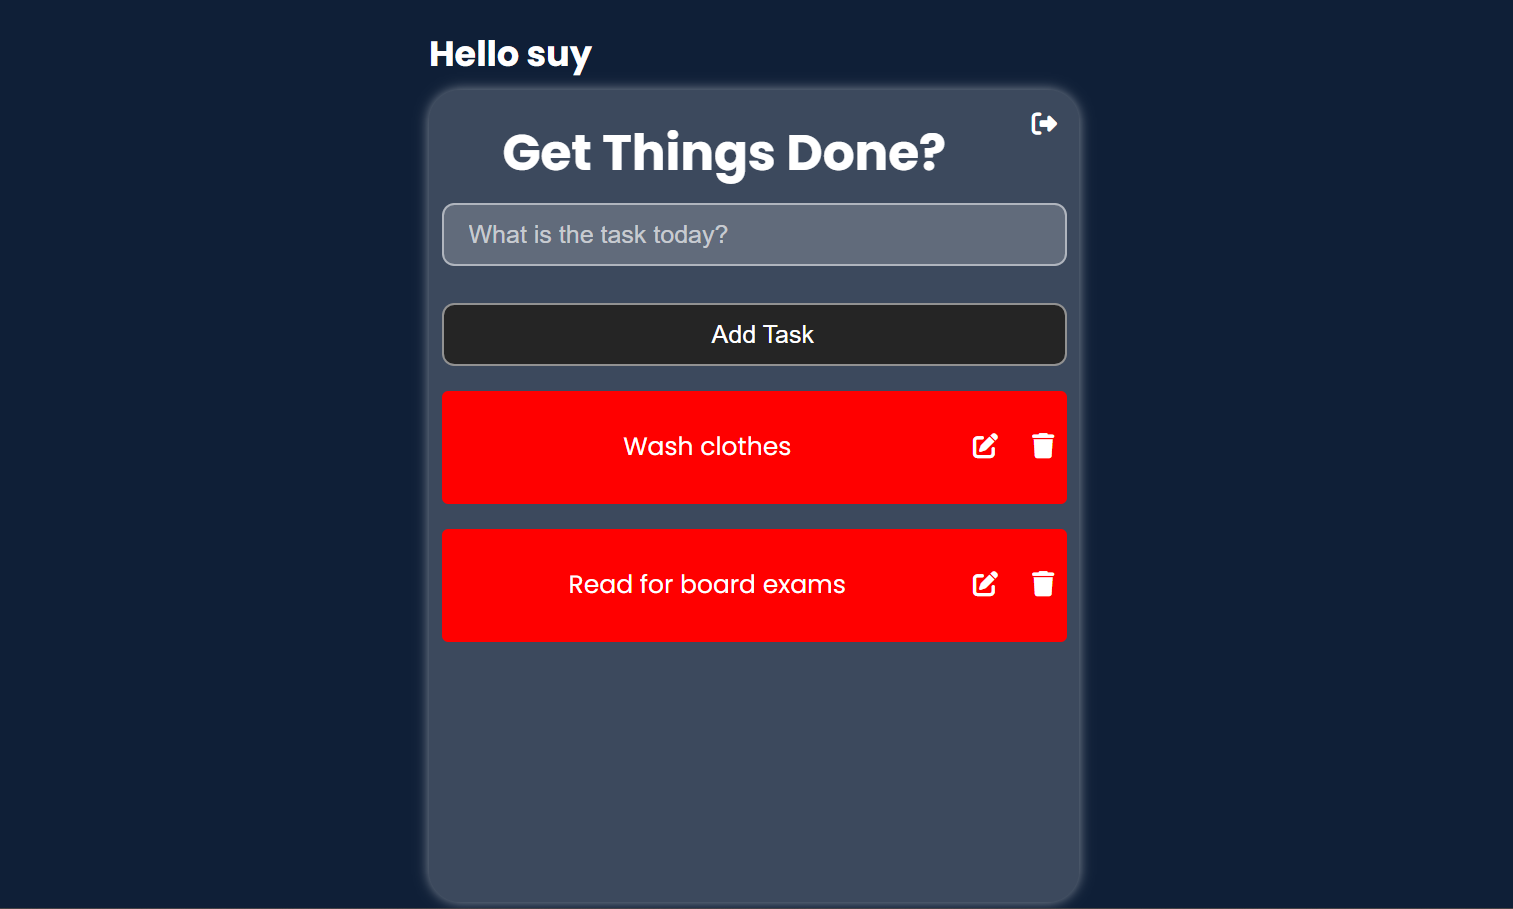 Hello suy
Get Things Done?
What is the task today?
Add Task
Wash clothes
Read for board exams